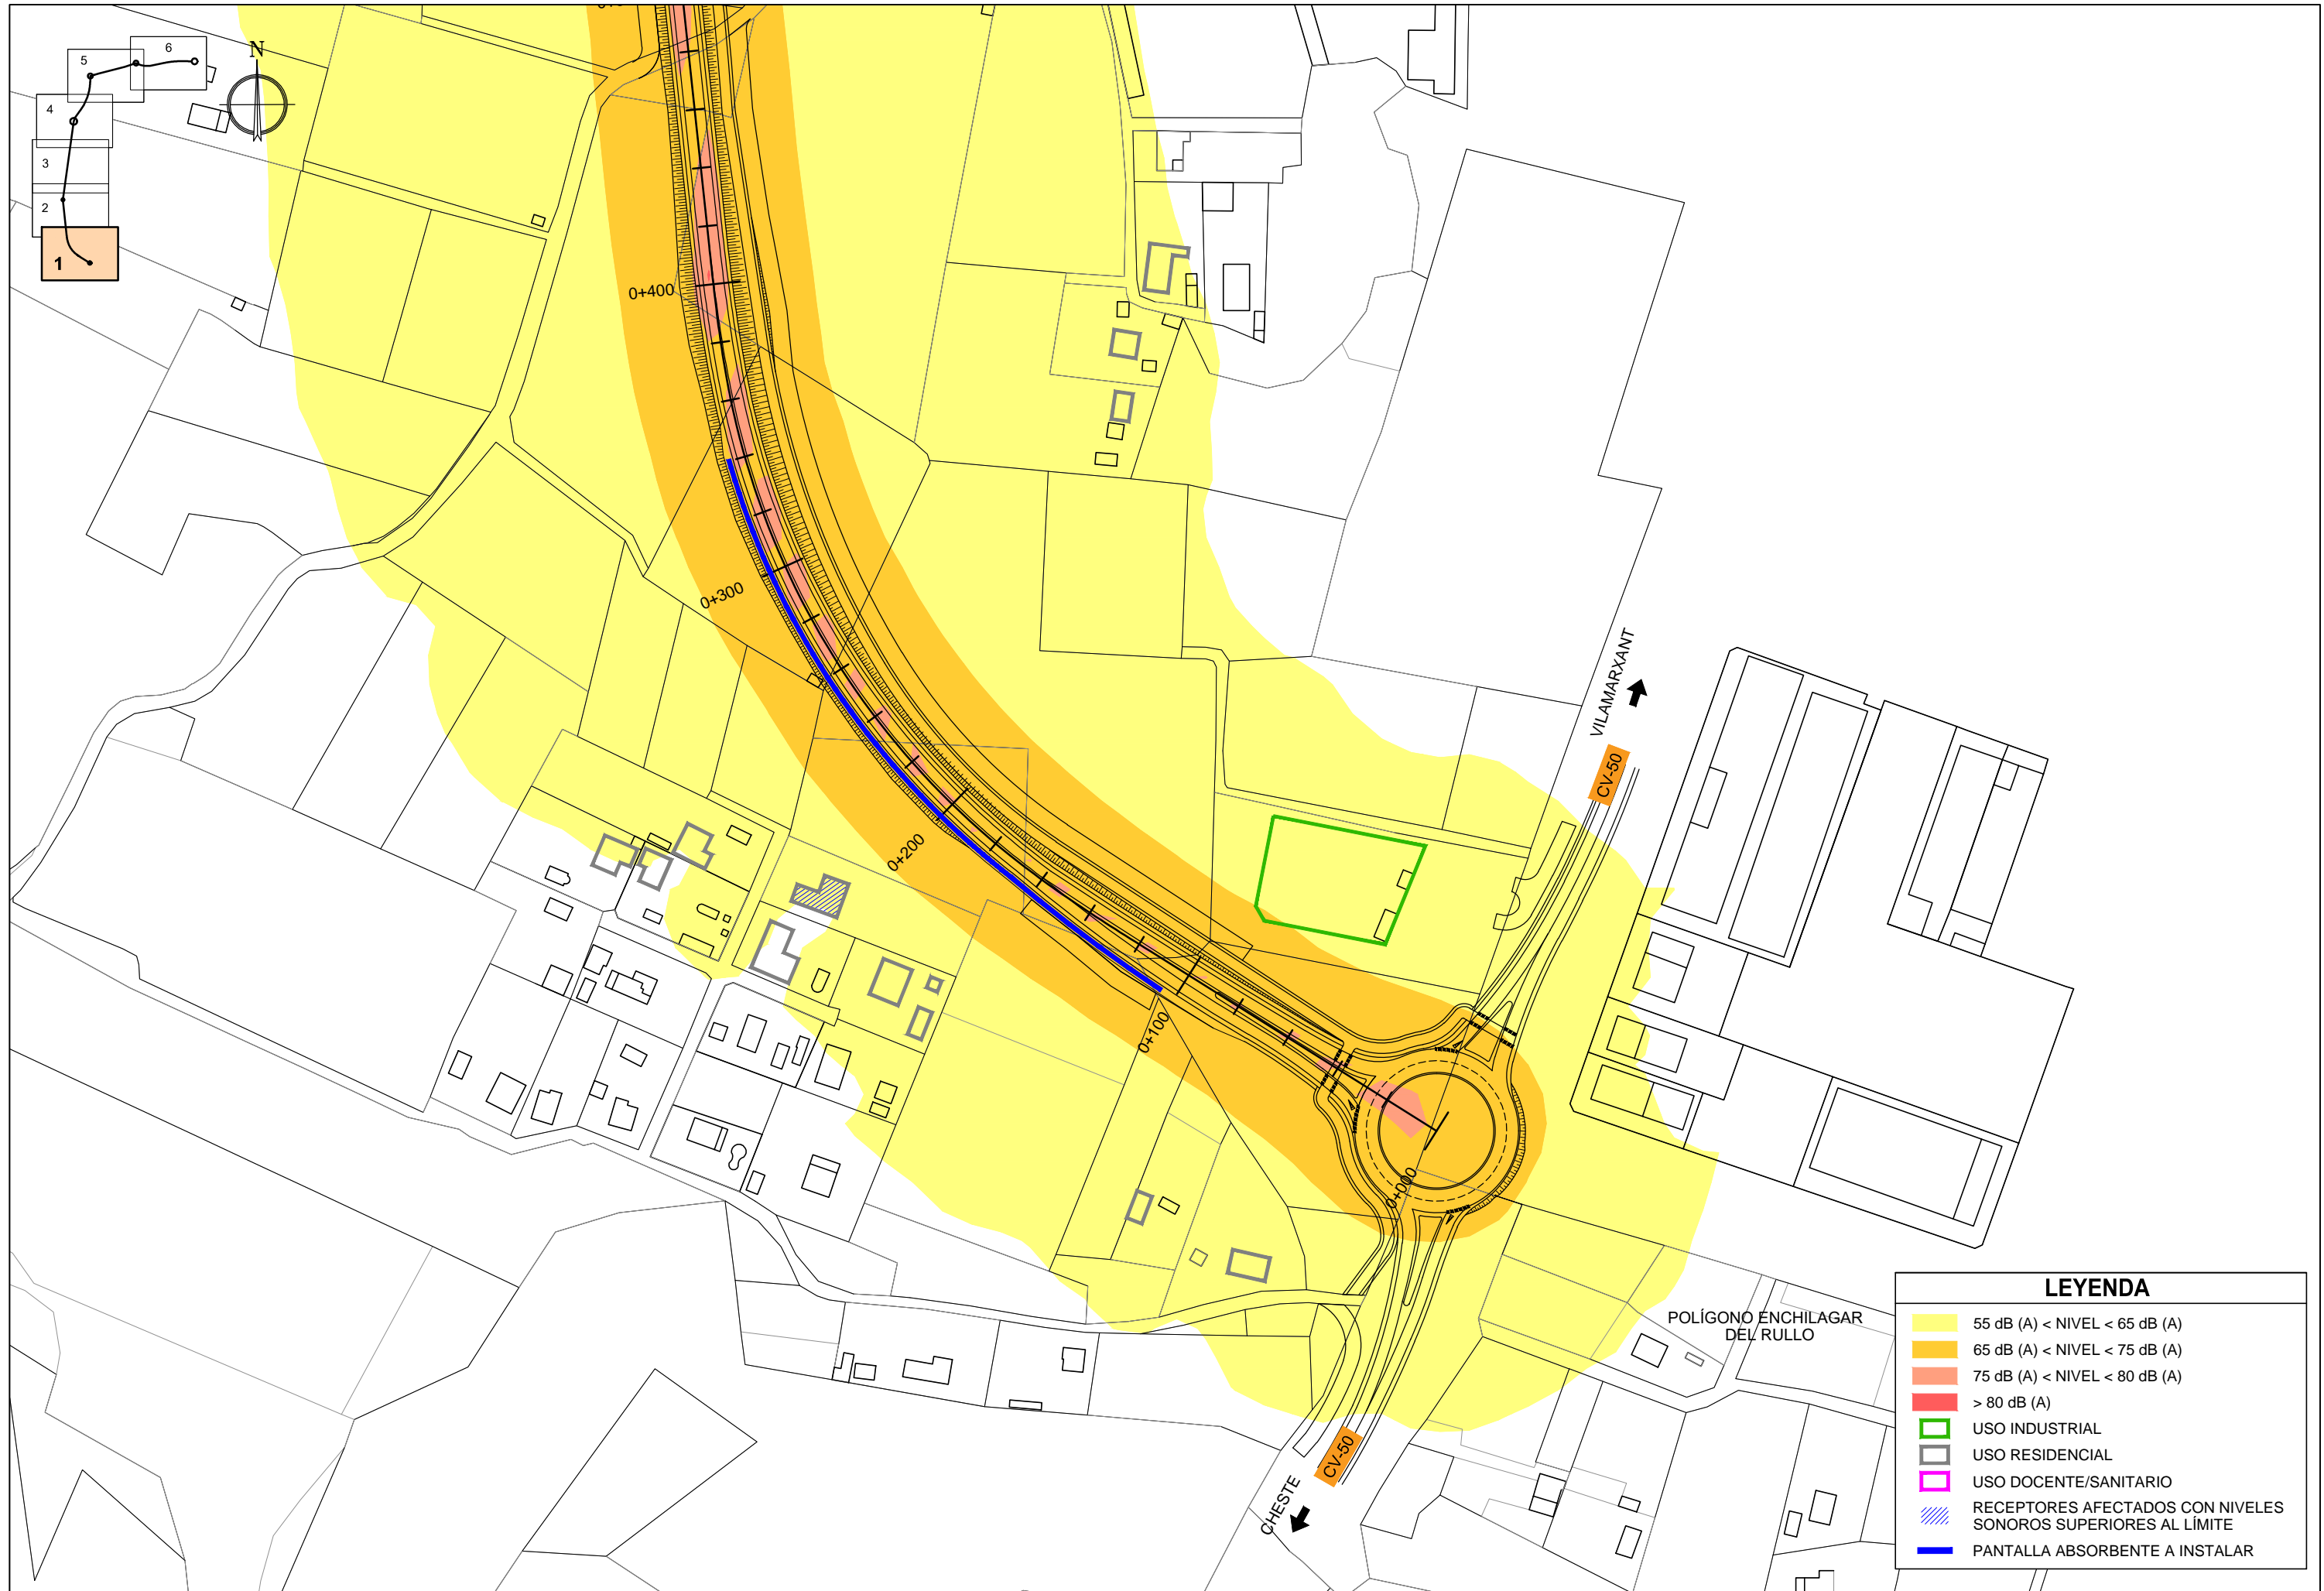 6
5
N
4
3
2
1
0+400
0+300
VILAMARXANT
CV-50
0+200
0+100
0+000
LEYENDA
55 dB (A) < NIVEL < 65 dB (A)
65 dB (A) < NIVEL < 75 dB (A)
75 dB (A) < NIVEL < 80 dB (A)
> 80 dB (A)
USO INDUSTRIAL
USO RESIDENCIAL
USO DOCENTE/SANITARIO
RECEPTORES AFECTADOS CON NIVELES
SONOROS SUPERIORES AL LÍMITE
PANTALLA ABSORBENTE A INSTALAR
POLÍGONO ENCHILAGAR
DEL RULLO
CV-50
CHESTE